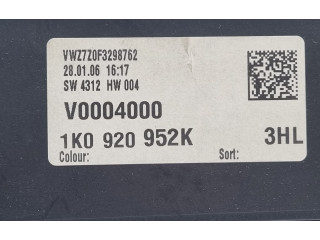 VWZ7Z0F3298762
28.01.06 16:17
SW 4312 HW 004
V0004000
1K0 920 952K 3HL
Colour: Sort: